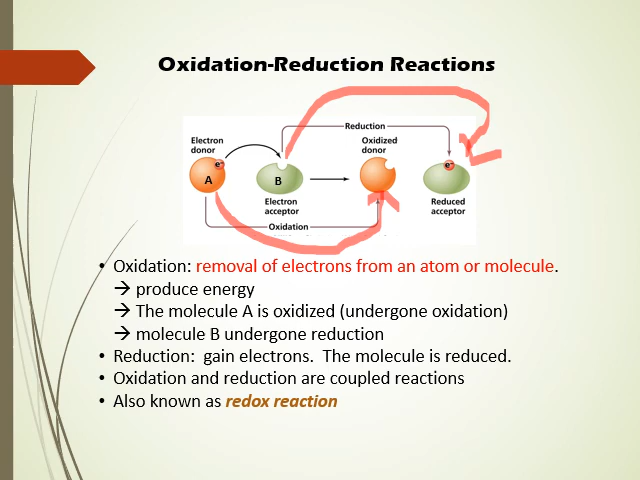 Oxidation-Reduction Reactions
Reduction
Electron
donor
Oxidized
donor
e⁻
e⁻
A
B
Electron
acceptor
Reduced
acceptor
Oxidation
• Oxidation: removal of electrons from an atom or molecule.
→ produce energy
→ The molecule A is oxidized (undergone oxidation)
→ molecule B undergone reduction
• Reduction:  gain electrons.  The molecule is reduced.
• Oxidation and reduction are coupled reactions
• Also known as redox reaction